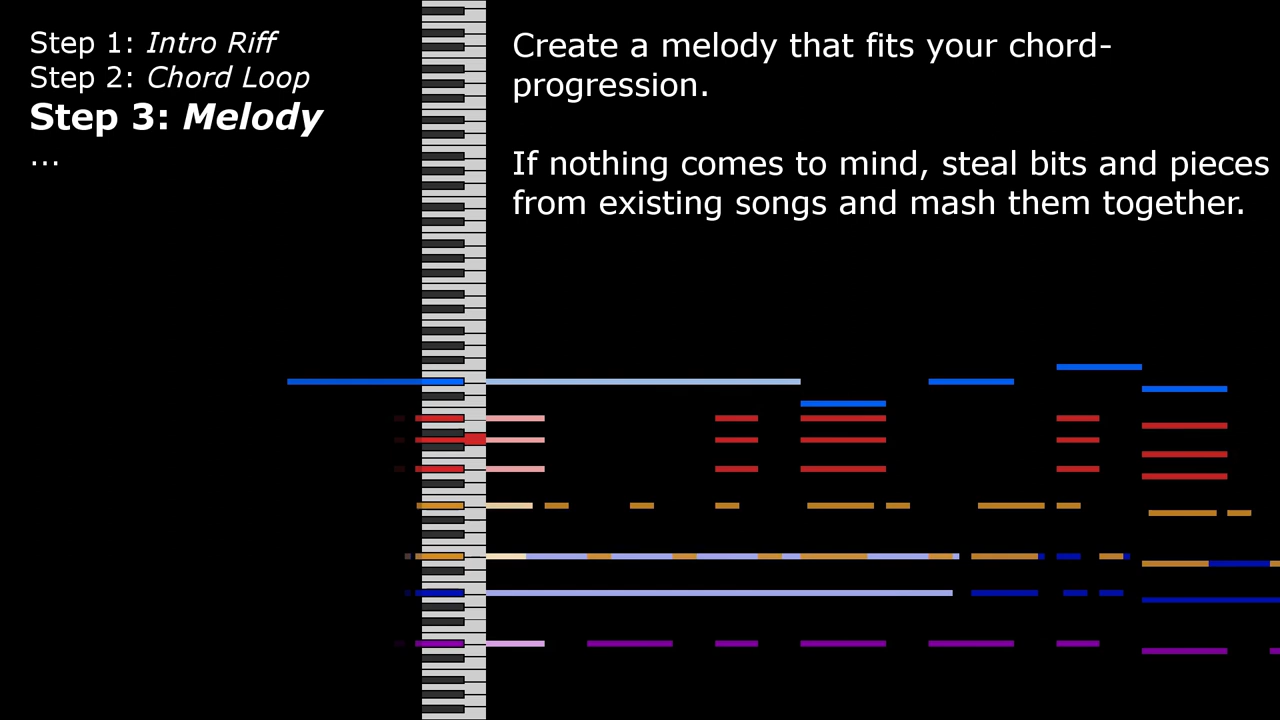 Step 1: Intro Riff
Step 2: Chord Loop
Step 3: Melody
...
Create a melody that fits your chord-
progression.
If nothing comes to mind, steal bits and pieces
from existing songs and mash them together.